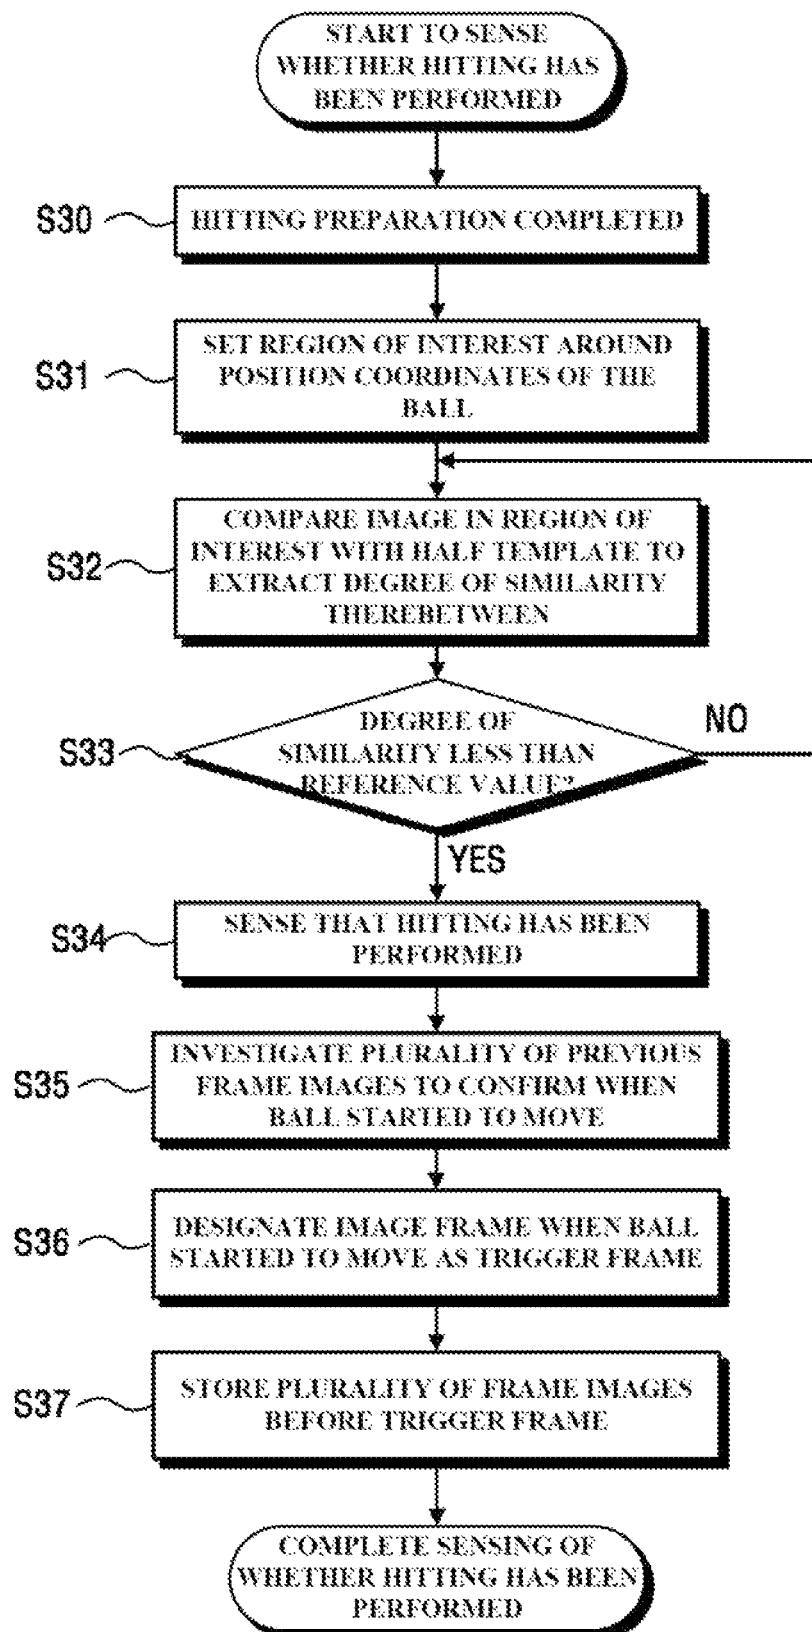 START TO SENSE
WHETHER HITTING HAS
BEEN PERFORMED
S30
HITTING PREPARATION COMPLETED
S31
SET REGION OF INTEREST AROUND
POSITION COORDINATES OF THE
BALL
S32
COMPARE IMAGE IN REGION OF
INTEREST WITH HALF TEMPLATE TO
EXTRACT DEGREE OF SIMILARITY
THEREBETWEEN
S33
DEGREE OF
SIMILARITY LESS THAN
REFERENCE VALUE?
NO
YES
S34
SENSE THAT HITTING HAS BEEN
PERFORMED
S35
INVESTIGATE PLURALITY OF PREVIOUS
FRAME IMAGES TO CONFIRM WHEN
BALL STARTED TO MOVE
S36
DESIGNATE IMAGE FRAME WHEN BALL
STARTED TO MOVE AS TRIGGER FRAME
S37
STORE PLURALITY OF FRAME IMAGES
BEFORE TRIGGER FRAME
COMPLETE SENSING OF
WHETHER HITTING HAS BEEN
PERFORMED